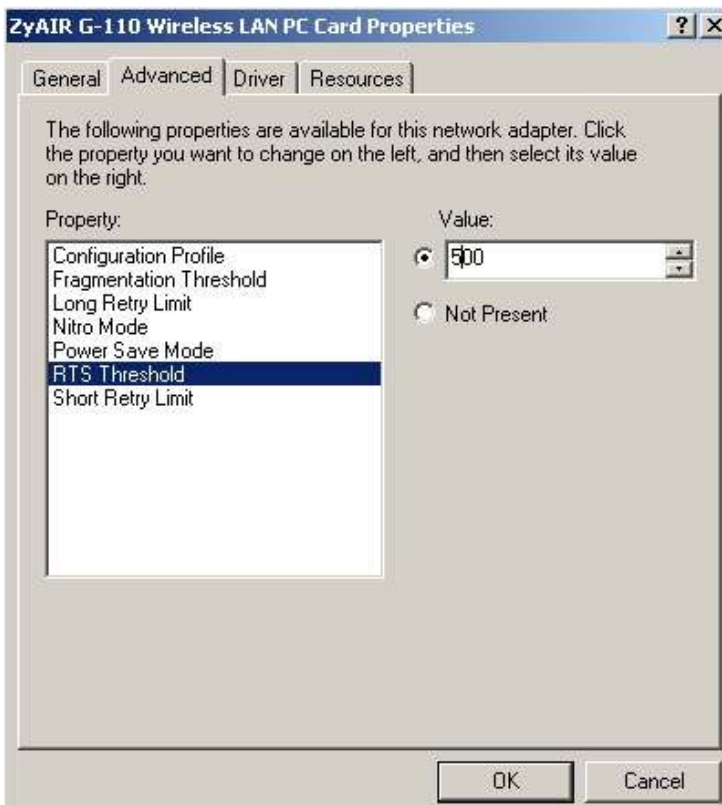 ZyAIR G-110 Wireless LAN PC Card Properties
General
Advanced
Driver
Resources
The following properties are available for this network adapter. Click
the property you want to change on the left, and then select its value
on the right.
Property:
Value:
Configuration Profile
Fragmentation Threshold
Long Retry Limit
Nitro Mode
Power Save Mode
RTS Threshold
Short Retry Limit
500
Not Present
OK
Cancel